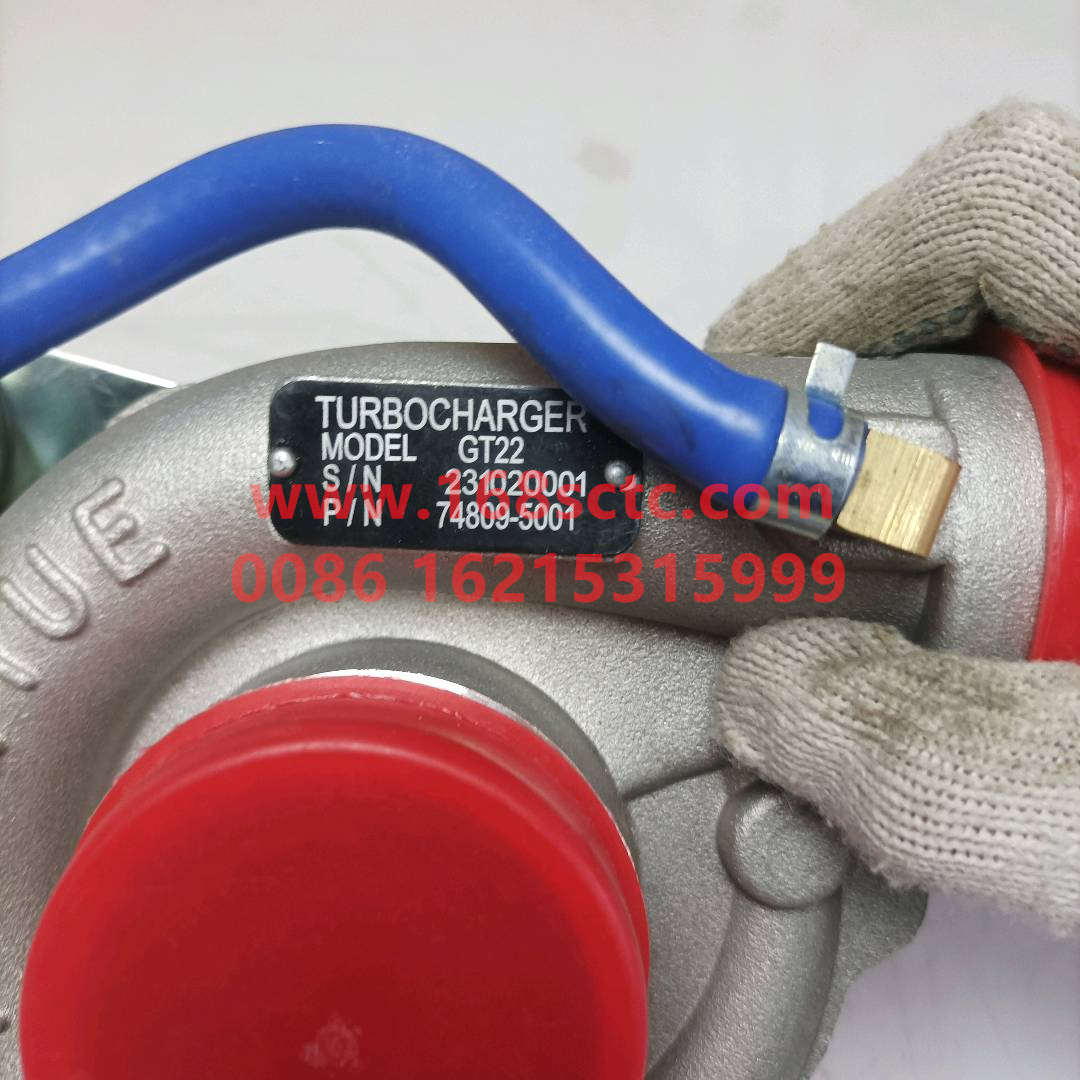 TURBOCHARGER
MODEL GT22
S/N 231020001
P/N 74809-5001
www.168sctc.com
0086 16215315999